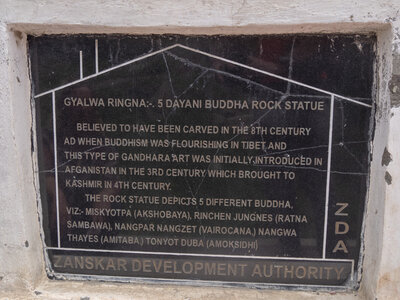 GYALWA RINGNA:-. 5 DAYANI BUDDHA ROCK STATUE
BELIEVED TO HAVE BEEN CARVED IN THE 8TH CENTURY
AD WHEN BUDDHISM WAS FLOURISHING IN TIBET AND
THIS TYPE OF GANDHARA ART WAS INITIALLY INTRODUCED IN
AFGANISTAN IN THE 3RD CENTURY WHICH BROUGHT TO
KASHMIR IN 4TH CENTURY.
THE ROCK STATUE DEPICTS 5 DIFFERENT BUDDHA,
VIZ:- MISKYOTPA (AKSHOBAYA), RINCHEN JUNGNES (RATNA
SAMBAWA), NANGPAR NANGZET (VAIROCANA) NANGWA
THAYES (AMITABA) TONYOT DUBA (AMOKSIDHI)
ZDA
ZANSKAR DEVELOPMENT AUTHORITY